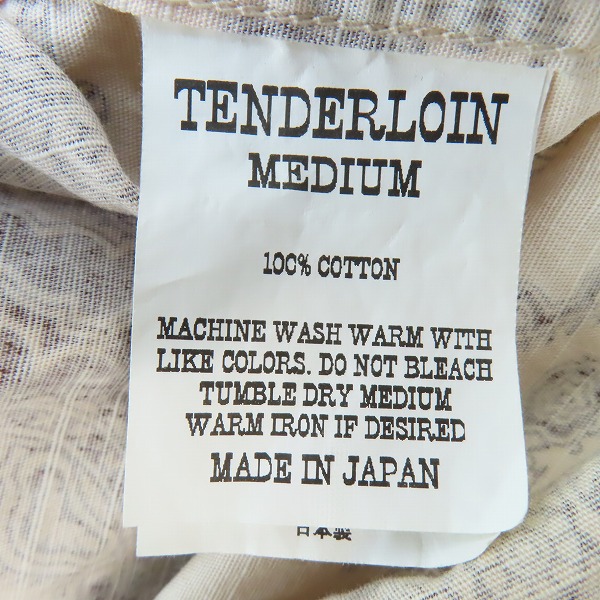 TENDERLOIN
MEDIUM
100% COTTON
MACHINE WASH WARM WITH
LIKE COLORS. DO NOT BLEACH
TUMBLE DRY MEDIUM
WARM IRON IF DESIRED
MADE IN JAPAN
日本製